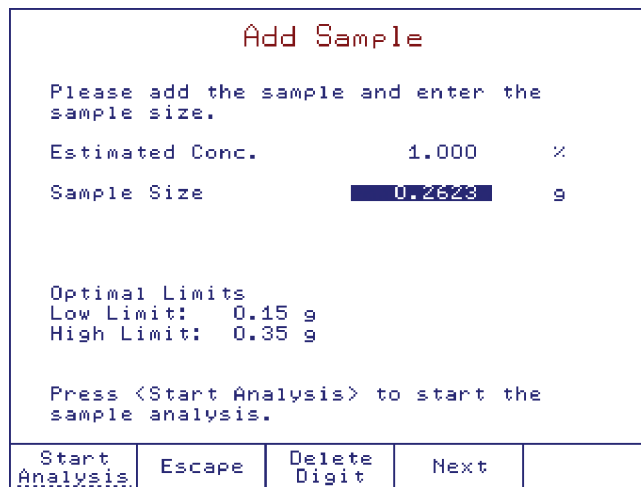 Add Sample
Please add the sample and enter the
sample size.
Estimated Conc. 1.000 %
Sample Size 0.2623 g
Optimal Limits
Low Limit: 0.15 g
High Limit: 0.35 g
Press <Start Analysis> to start the
sample analysis.
Start Analysis Escape Delete Digit Next